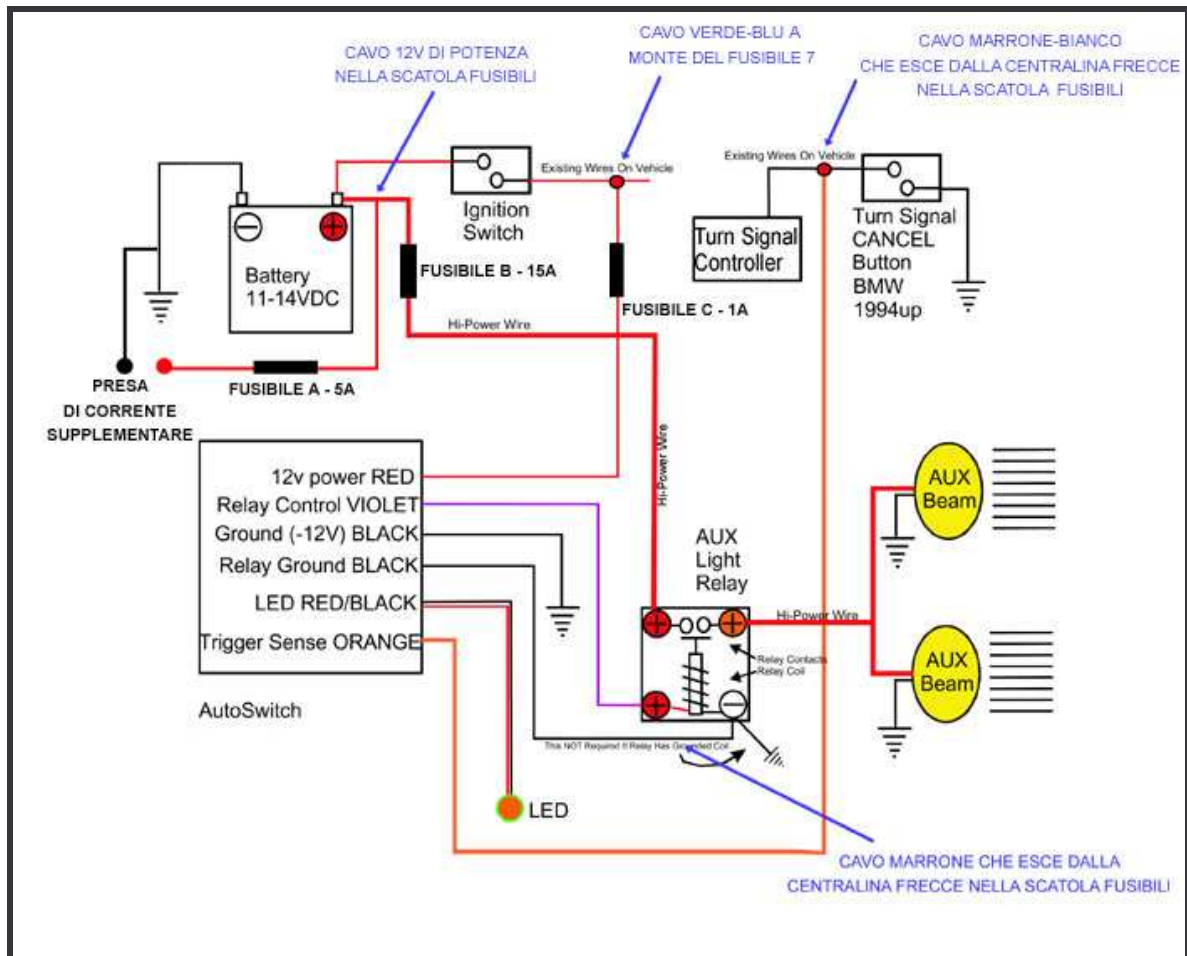 CAVO 12V DI POTENZA
NELLA SCATOLA FUSIBILI
CAVO VERDE-BLU A
MONTE DEL FUSIBILE 7
CAVO MARRONE-BIANCO
CHE ESCE DALLA CENTRALINA FRECCE
NELLA SCATOLA FUSIBILI
Existing Wires On Vehicle
Existing Wires On Vehicle
Ignition
Switch
Battery
11-14VDC
FUSIBILE B - 15A
FUSIBILE C - 1A
Turn Signal
Controller
Turn Signal
CANCEL
Button
BMW
1994up
Hi-Power Wire
FUSIBILE A - 5A
PRESA
DI CORRENTE
SUPPLEMENTARE
12v power RED
Relay Control VIOLET
Ground (-12V) BLACK
Relay Ground BLACK
LED RED/BLACK
Trigger Sense ORANGE
AutoSwitch
Hi-Power Wire
AUX
Light
Relay
Hi-Power Wire
Relay Contacts
Relay Coil
AUX
Beam
AUX
Beam
This NOT Required If Relay Has Grounded Coil
LED
CAVO MARRONE CHE ESCE DALLA
CENTRALINA FRECCE NELLA SCATOLA FUSIBILI